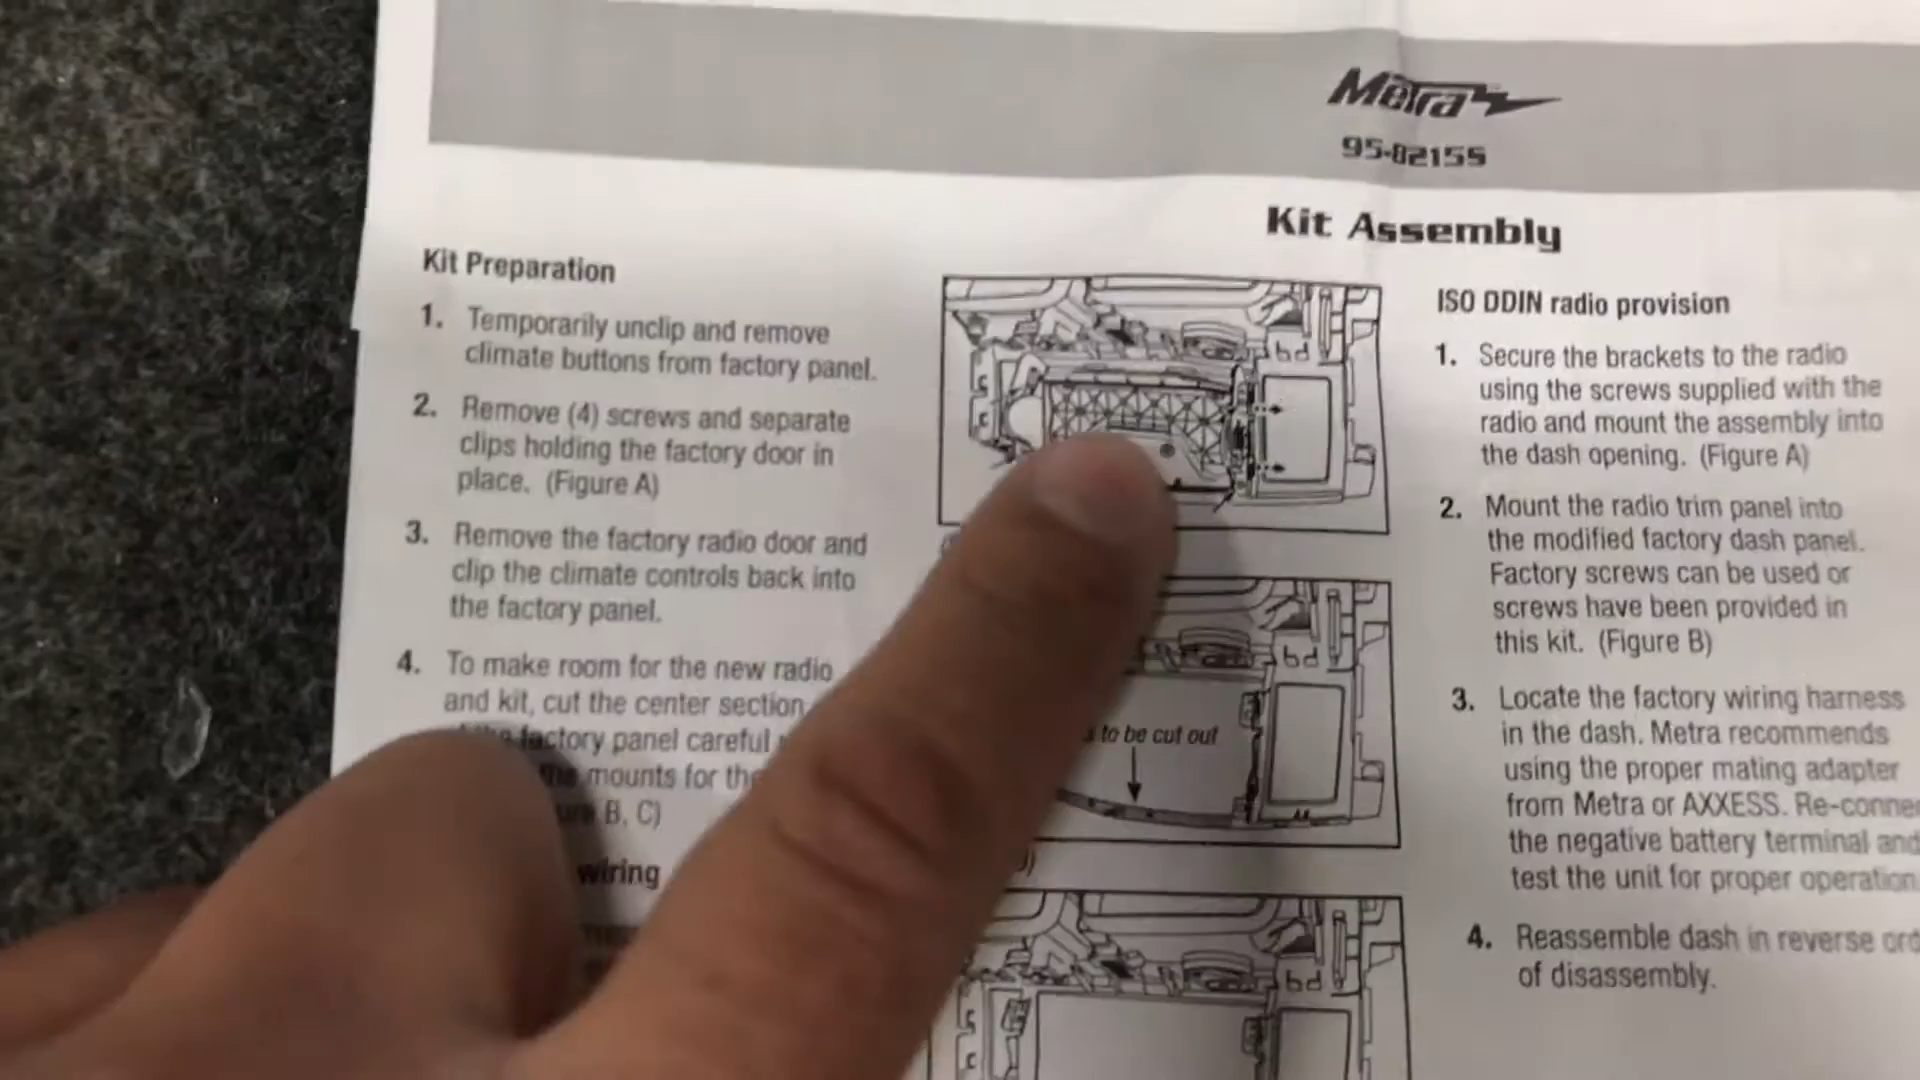 Metra
95-8215S
Kit Assembly
Kit Preparation
1. Temporarily unclip and remove
climate buttons from factory panel.
2. Remove (4) screws and separate
clips holding the factory door in
place. (Figure A)
3. Remove the factory radio door and
clip the climate controls back into
the factory panel.
4. To make room for the new radio
and kit, cut the center section
factory panel careful
mounts for the
B, C)
wiring
to be cut out
ISO DDIN radio provision
1. Secure the brackets to the radio
using the screws supplied with the
radio and mount the assembly into
the dash opening. (Figure A)
2. Mount the radio trim panel into
the modified factory dash panel.
Factory screws can be used or
screws have been provided in
this kit. (Figure B)
3. Locate the factory wiring harness
in the dash. Metra recommends
using the proper mating adapter
from Metra or AXXESS. Re-conne
the negative battery terminal and
test the unit for proper operation
4. Reassemble dash in reverse ord
of disassembly.